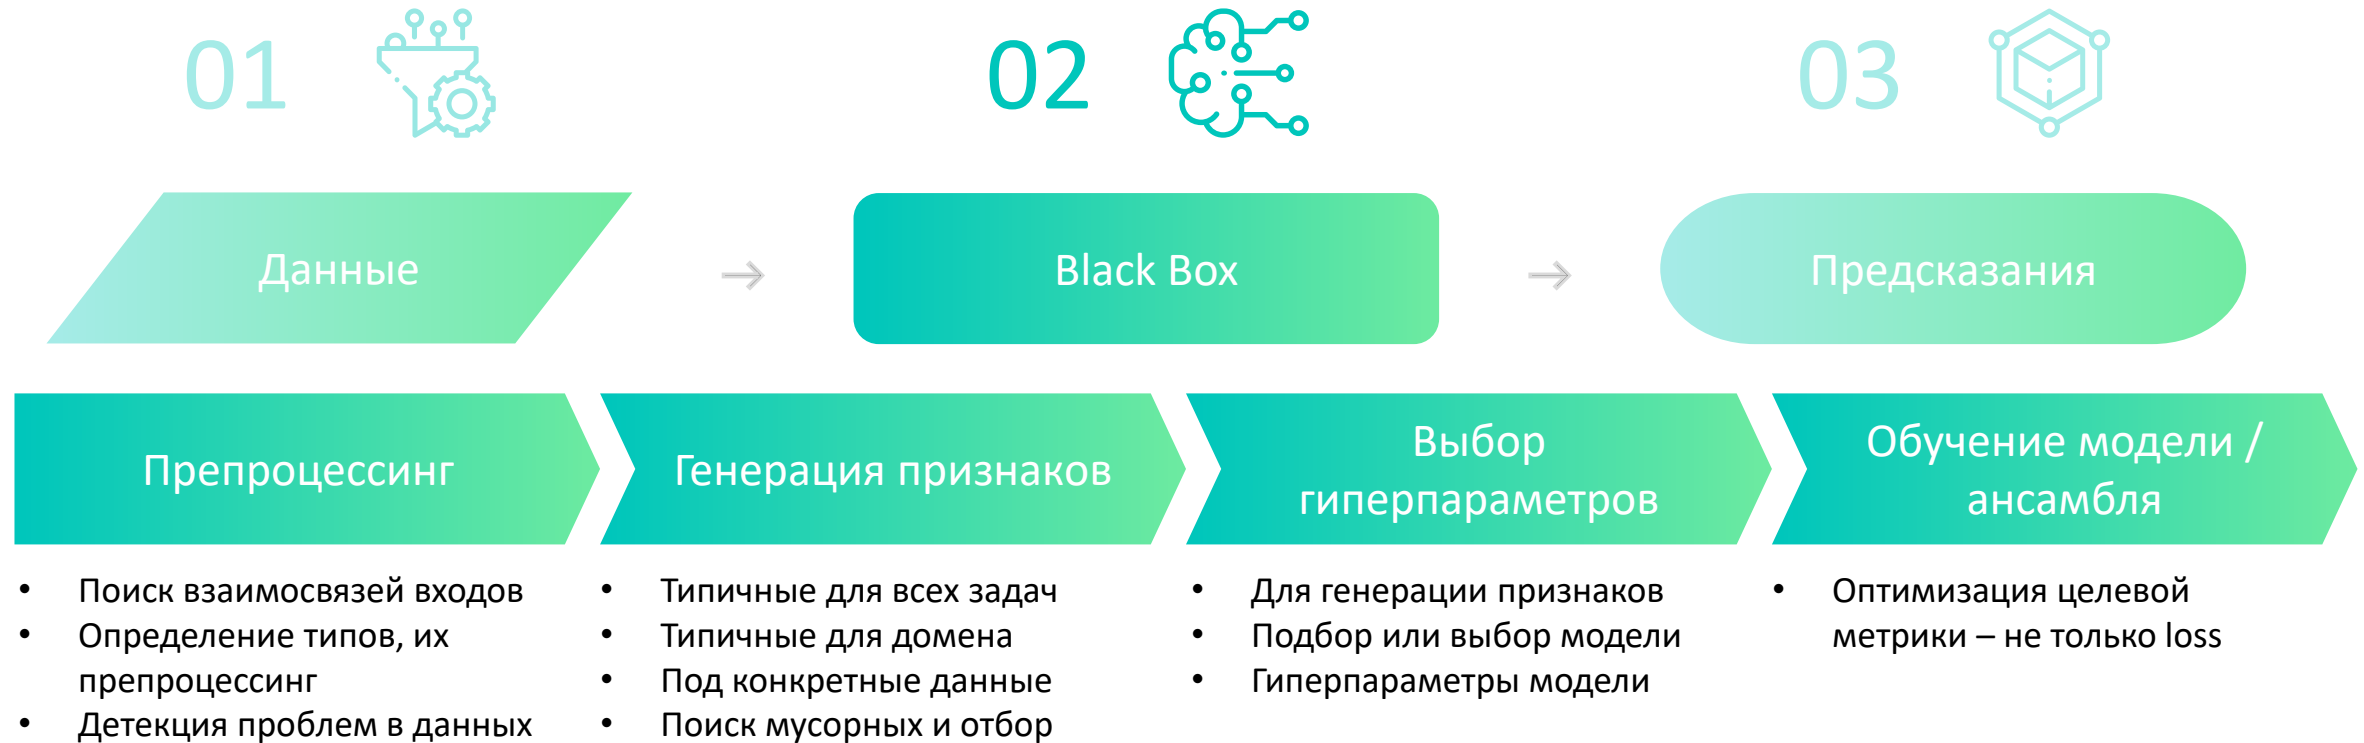 01
02
03
Данные
→
Black Box
→
Предсказания
Препроцессинг
Генерация признаков
Выбор
гиперпараметров
Обучение модели /
ансамбля
• Поиск взаимосвязей входов
• Определение типов, их
препроцессинг
• Детекция проблем в данных
• Типичные для всех задач
• Типичные для домена
• Под конкретные данные
• Поиск мусорных и отбор
• Для генерации признаков
• Подбор или выбор модели
• Гиперпараметры модели
• Оптимизация целевой
метрики – не только loss